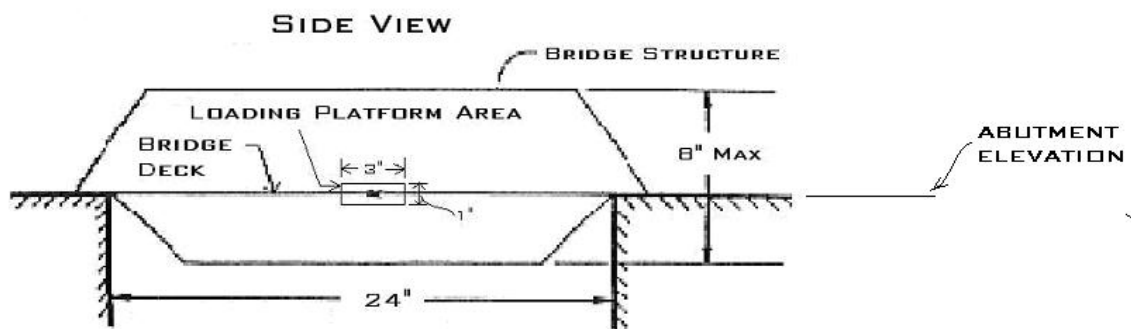 SIDE VIEW
BRIDGE STRUCTURE
LOADING PLATFORM AREA
BRIDGE
DECK
3"
8" MAX
ABUTMENT
ELEVATION
1"
24"